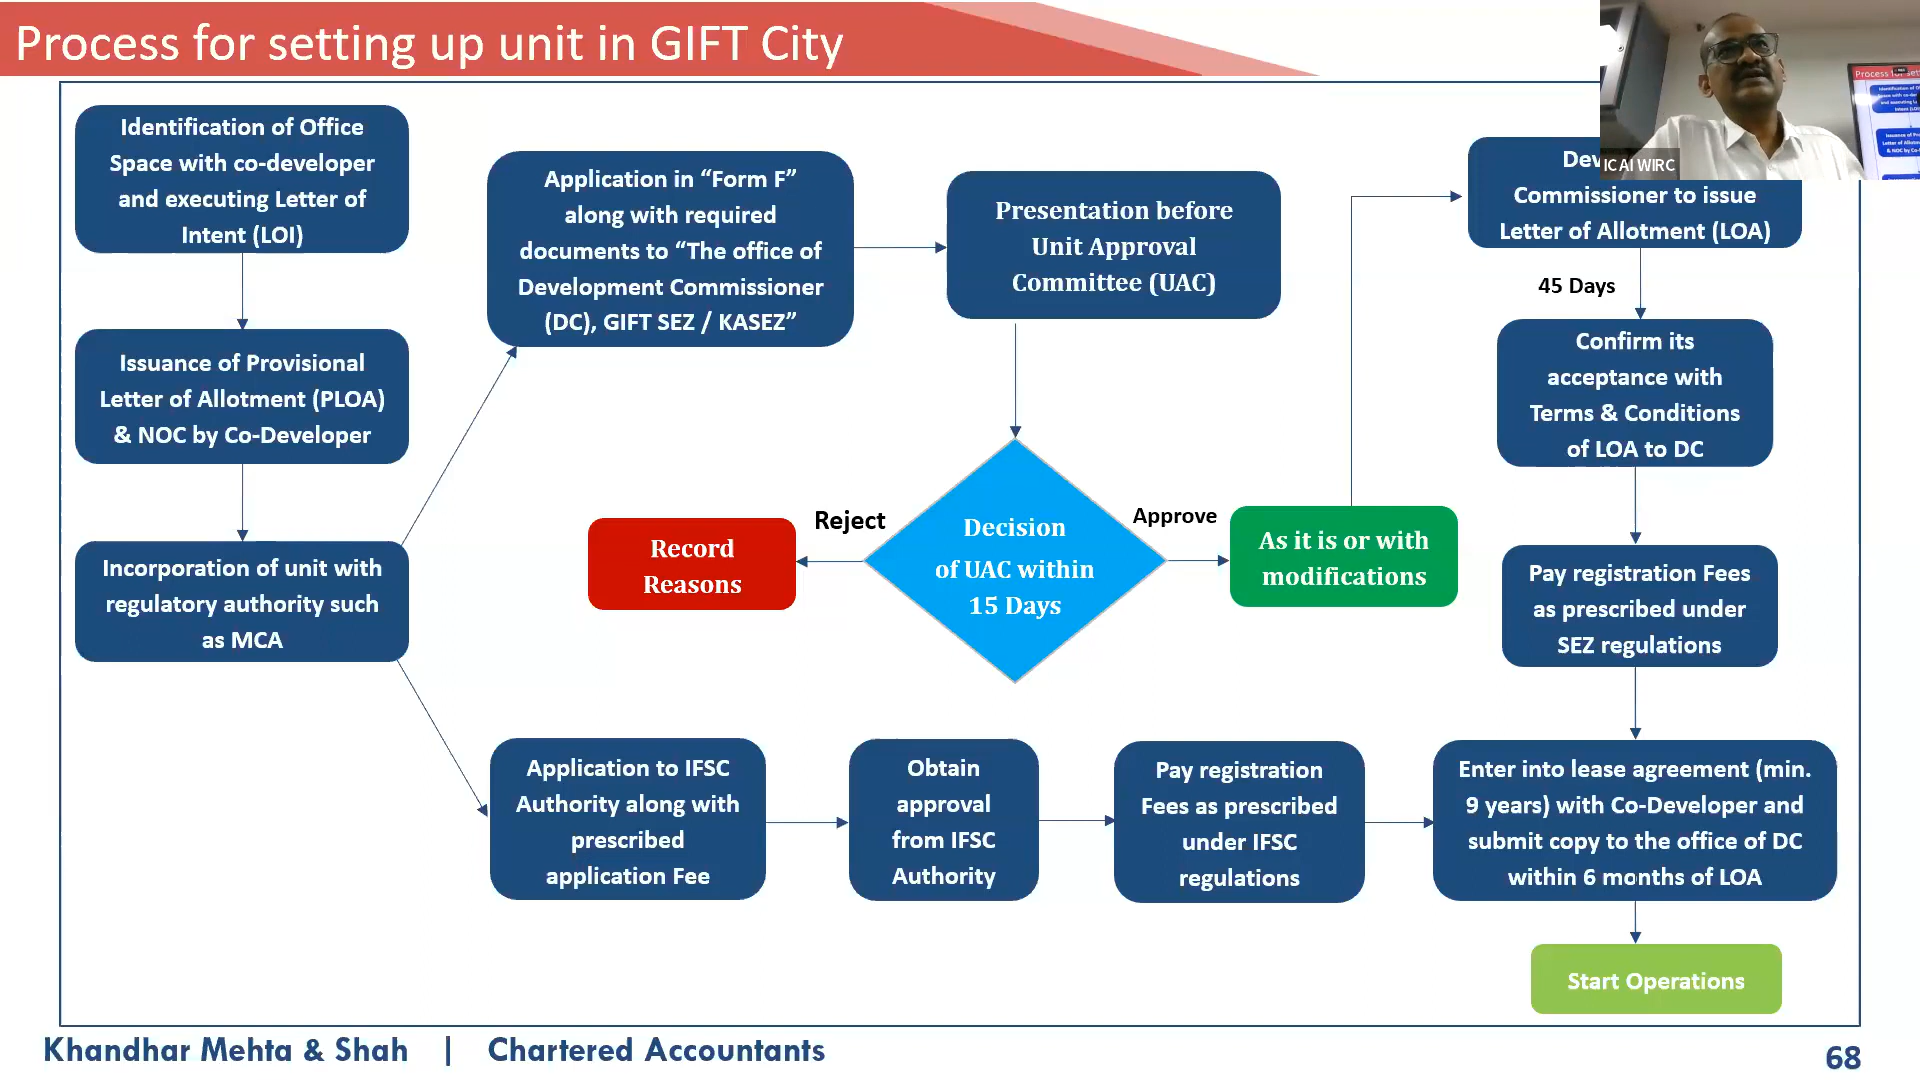 Process for setting up unit in GIFT City
Identification of Office
Space with co-developer
and executing Letter of
Intent (LOI)
Issuance of Provisional
Letter of Allotment (PLOA)
& NOC by Co-Developer
Incorporation of unit with
regulatory authority such
as MCA
Application in “Form F”
along with required
documents to “The office of
Development Commissioner
(DC), GIFT SEZ / KASEZ”
Presentation before
Unit Approval
Committee (UAC)
Decision
of UAC within
15 Days
Reject
Record
Reasons
Approve
As it is or with
modifications
Dev
Commissioner to issue
Letter of Allotment (LOA)
45 Days
Confirm its
acceptance with
Terms & Conditions
of LOA to DC
Pay registration Fees
as prescribed under
SEZ regulations
Application to IFSC
Authority along with
prescribed
application Fee
Obtain
approval
from IFSC
Authority
Pay registration
Fees as prescribed
under IFSC
regulations
Enter into lease agreement (min.
9 years) with Co-Developer and
submit copy to the office of DC
within 6 months of LOA
Start Operations
ICAI WIRC
Khandhar Mehta & Shah | Chartered Accountants
68